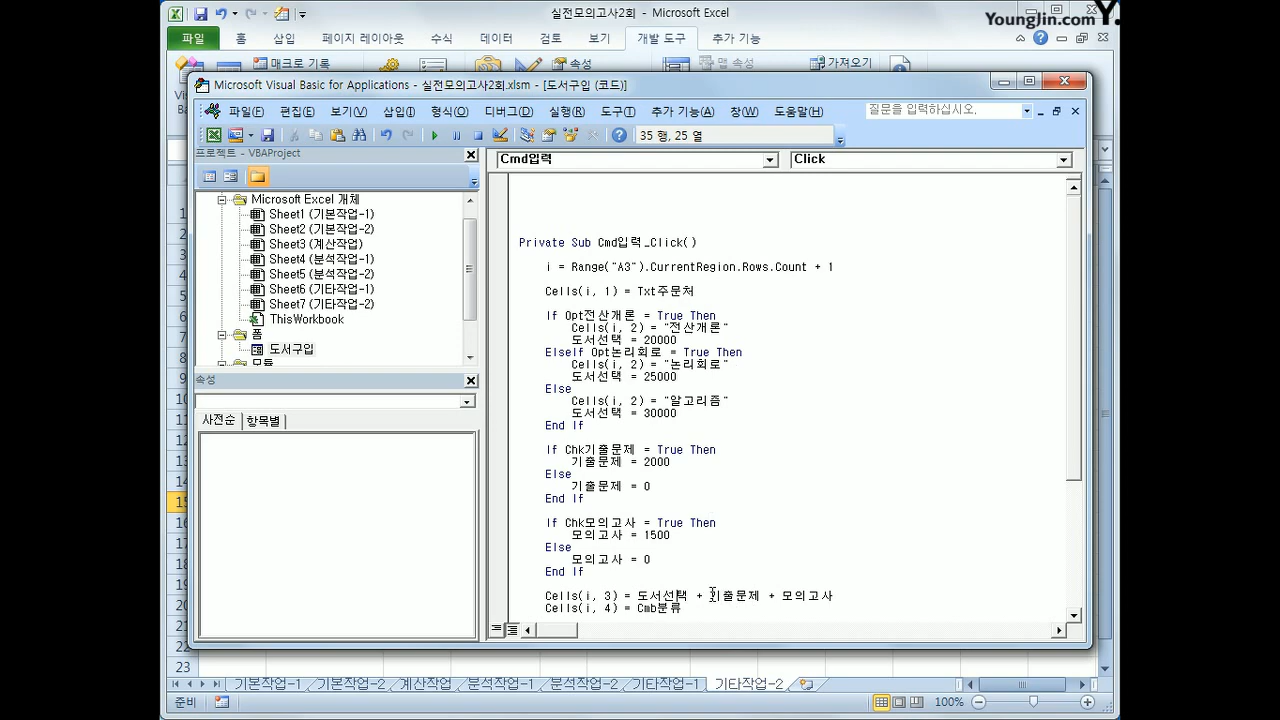 실전모의고사2회 - Microsoft Excel
YoungJin.com Y.
파일 홈 삽입 페이지 레이아웃 수식 데이터 검토 보기 개발 도구 추가 기능
매크로 기록 속성 맵 속성 가져오기
Microsoft Visual Basic for Applications - 실전모의고사2회.xlsm - [도서구입 (코드)]
파일(F) 편집(E) 보기(V) 삽입(I) 형식(O) 디버그(D) 실행(R) 도구(T) 추가 기능(A) 창(W) 도움말(H) 질문을 입력하십시오.
35 행, 25 열
프로젝트 - VBAProject
Cmd입력 Click
Microsoft Excel 개체
Sheet1 (기본작업-1)
Sheet2 (기본작업-2)
Sheet3 (계산작업)
Sheet4 (분석작업-1)
Sheet5 (분석작업-2)
Sheet6 (기타작업-1)
Sheet7 (기타작업-2)
ThisWorkbook
폼
도서구입
속성
사전순 항목별
Private Sub Cmd입력_Click()
i = Range("A3").CurrentRegion.Rows.Count + 1
Cells(i, 1) = Txt주문처
If Opt전산개론 = True Then
Cells(i, 2) = "전산개론"
도서선택 = 20000
ElseIf Opt논리회로 = True Then
Cells(i, 2) = "논리회로"
도서선택 = 25000
Else
Cells(i, 2) = "알고리즘"
도서선택 = 30000
End If
If Chk기출문제 = True Then
기출문제 = 2000
Else
기출문제 = 0
End If
If Chk모의고사 = True Then
모의고사 = 1500
Else
모의고사 = 0
End If
Cells(i, 3) = 도서선택 + 기출문제 + 모의고사
Cells(i, 4) = Cmb분류
22
23
기본작업-1 기본작업-2 계산작업 분석작업-1 분석작업-2 기타작업-1 기타작업-2
준비 100%